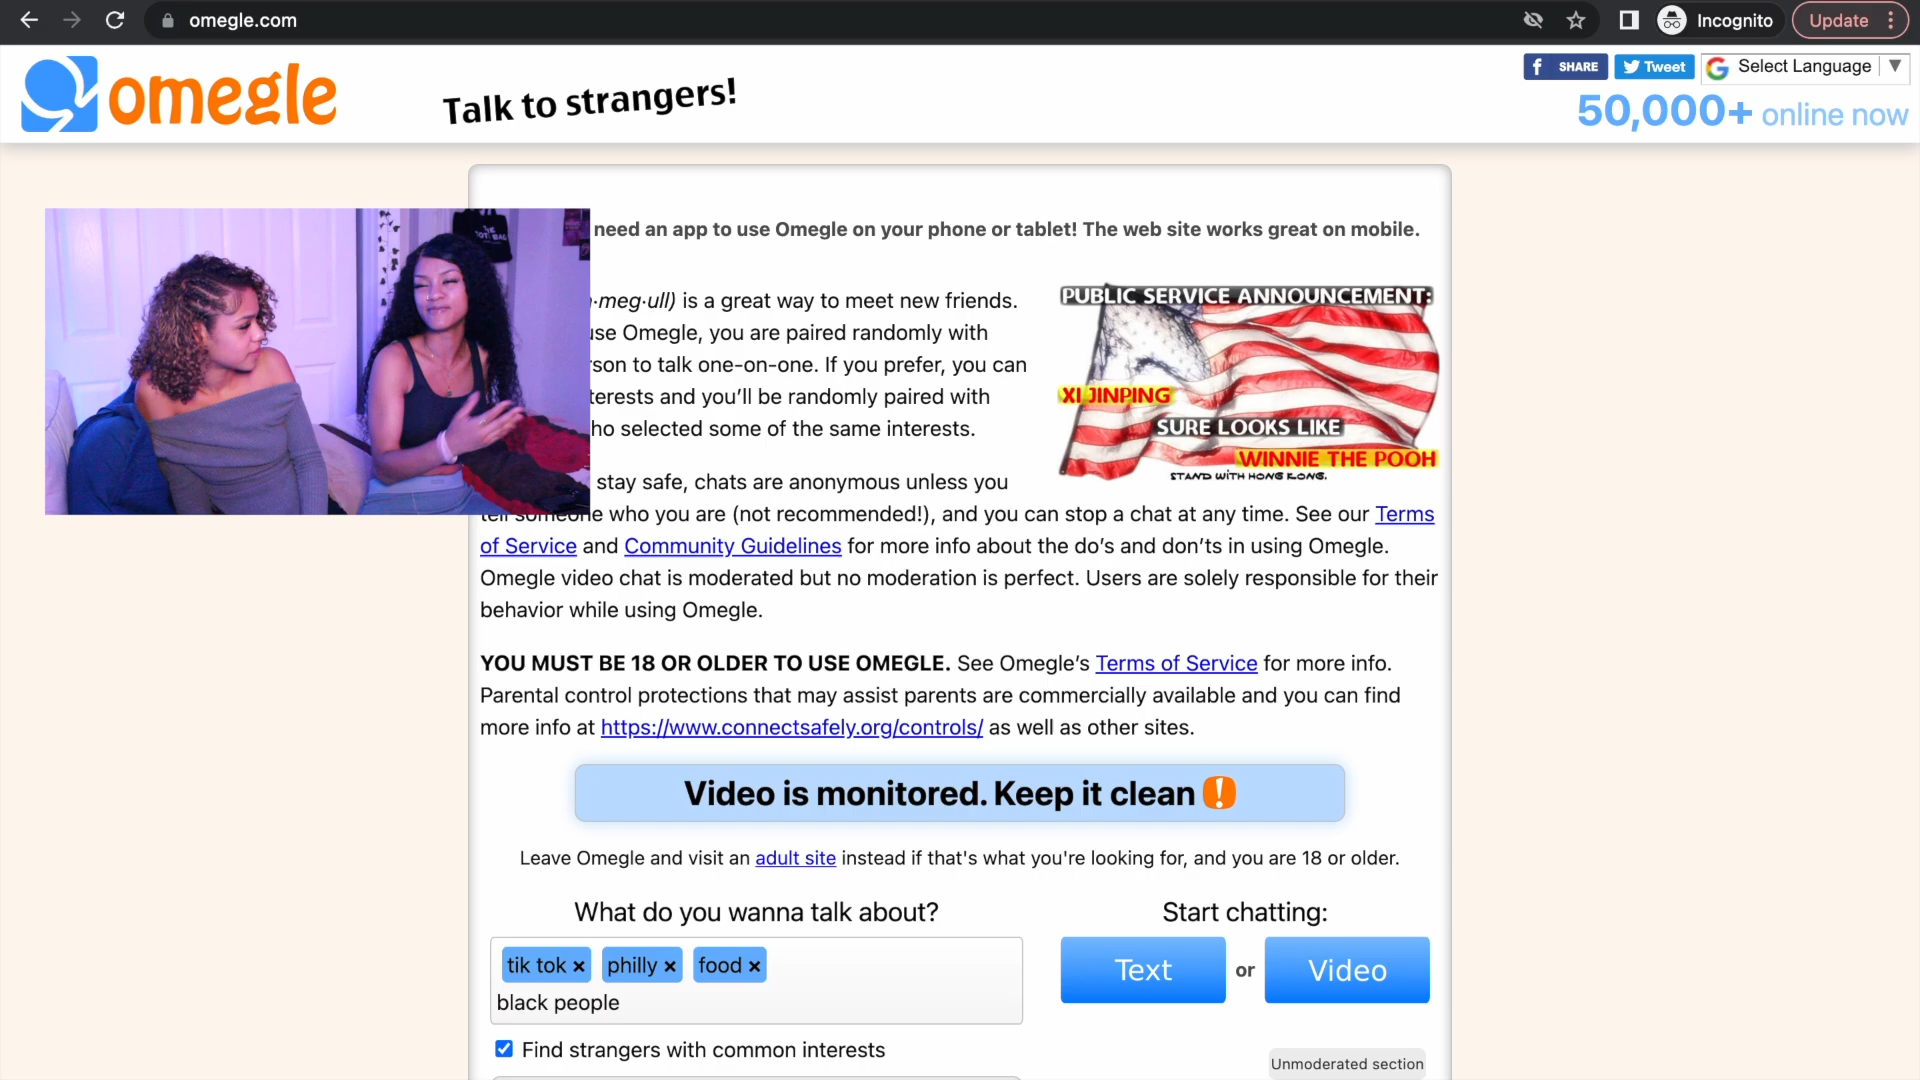 omegle.com
Incognito
Update
omegle
Talk to strangers!
SHARE
Tweet
Select Language
50,000+ online now
need an app to use Omegle on your phone or tablet! The web site works great on mobile.
·meg·ull) is a great way to meet new friends.
use Omegle, you are paired randomly with
son to talk one-on-one. If you prefer, you can
terests and you’ll be randomly paired with
ho selected some of the same interests.
PUBLIC SERVICE ANNOUNCEMENT:
XI JINPING
SURE LOOKS LIKE
WINNIE THE POOH
STAND WITH HONG KONG.
stay safe, chats are anonymous unless you
tell someone who you are (not recommended!), and you can stop a chat at any time. See our Terms
of Service and Community Guidelines for more info about the do’s and don’ts in using Omegle.
Omegle video chat is moderated but no moderation is perfect. Users are solely responsible for their
behavior while using Omegle.
YOU MUST BE 18 OR OLDER TO USE OMEGLE. See Omegle’s Terms of Service for more info.
Parental control protections that may assist parents are commercially available and you can find
more info at https://www.connectsafely.org/controls/ as well as other sites.
Video is monitored. Keep it clean
Leave Omegle and visit an adult site instead if that's what you're looking for, and you are 18 or older.
What do you wanna talk about?
tik tok × philly × food ×
black people
Find strangers with common interests
Start chatting:
Text or Video
Unmoderated section